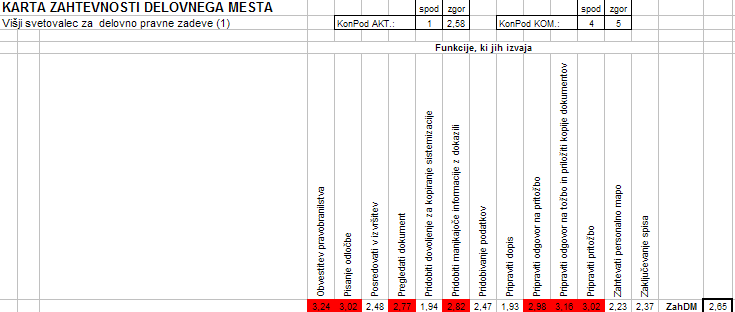 KARTA ZAHTEVNOSTI DELOVNEGA MESTA
spod zgor
spod zgor
Višji svetovalec za delovno pravne zadeve (1)
KonPod AKT.: 1 2,58
KonPod KOM.: 4 5
Funkcije, ki jih izvaja
Obvestitev pravobranilstva
Pisanje odločbe
Posredovati v izvršitev
Pregledati dokument
Pridobiti dovoljenje za kopiranje sistemizacije
Pridobiti manjkajoče informacije z dokazili
Pridobivanje podatkov
Pripraviti dopis
Pripraviti odgovor na pritožbo
Pripraviti odgovor na tožbo in priložiti kopije dokumentov
Pripraviti pritožbo
Zahtevati personalno mapo
Zaključevanje spisa
3,24 3,02 2,48 2,77 1,94 2,82 2,47 1,93 2,98 3,18 3,02 2,23 2,37 ZahDM 2,65